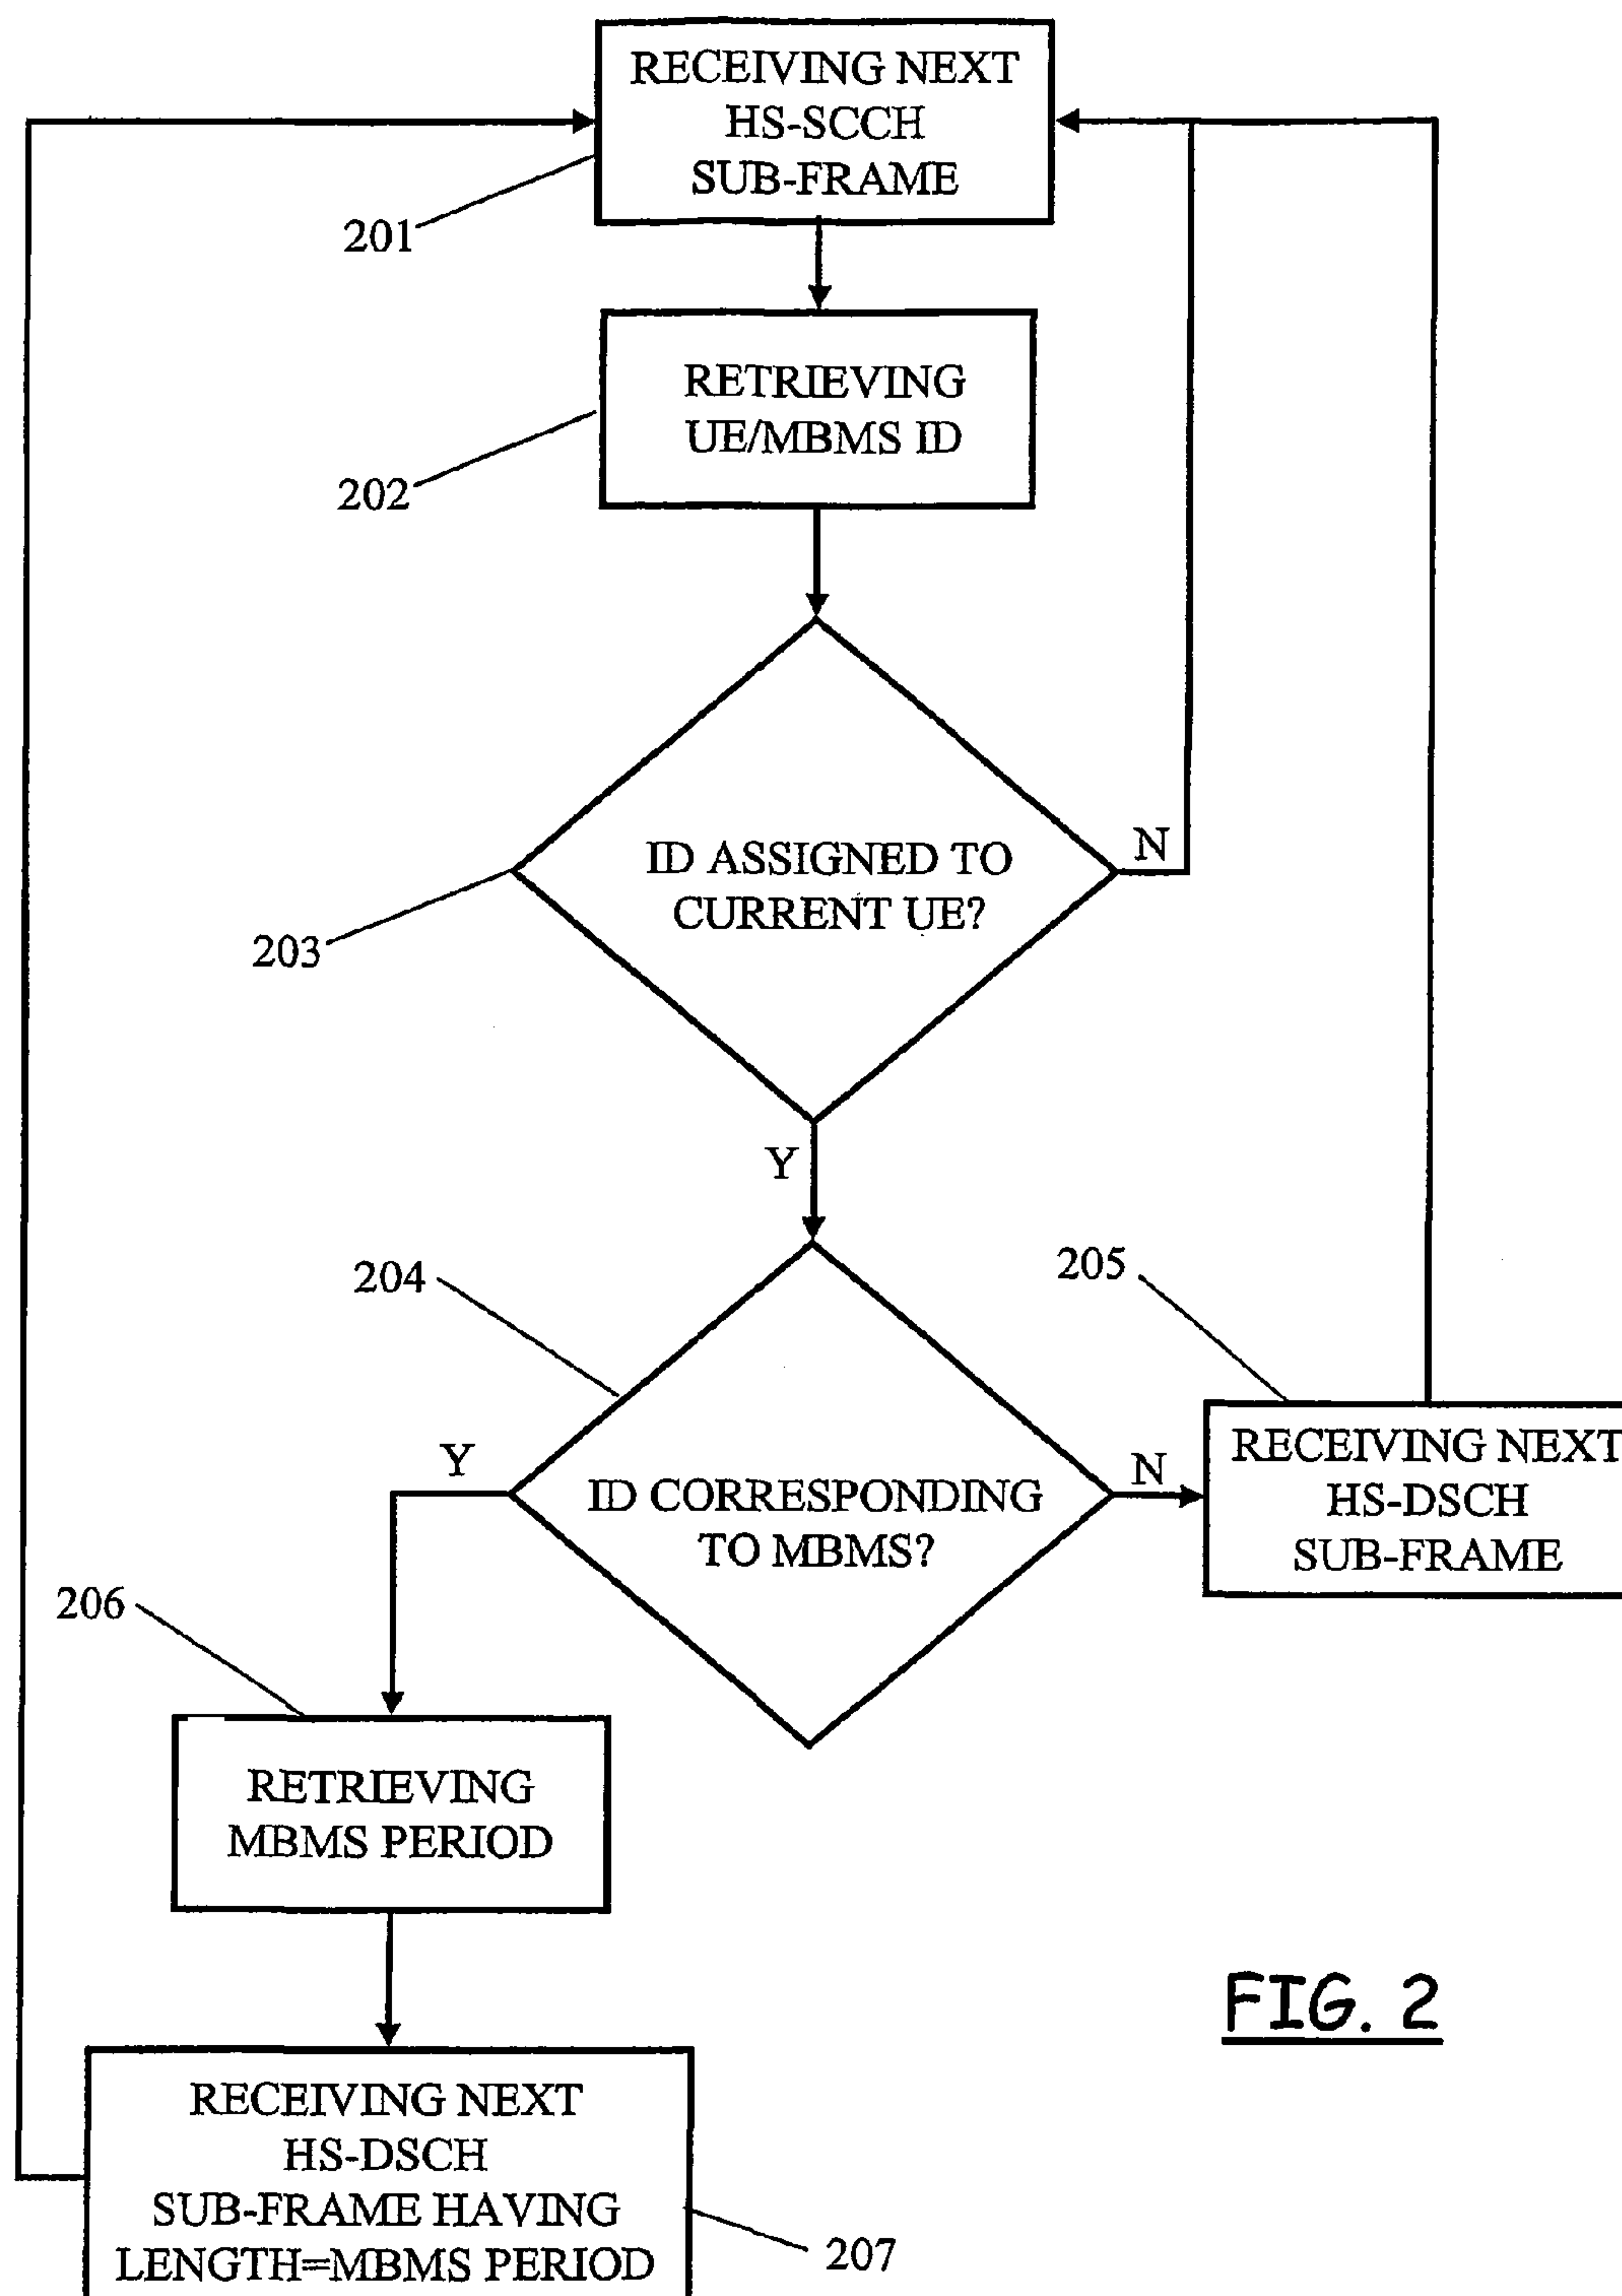 RECEIVING NEXT
HS-SCCH
SUB-FRAME
201
RETRIEVING
UE/MBMS ID
202
ID ASSIGNED TO
CURRENT UE?
N
203
Y
204
205
ID CORRESPONDING
TO MBMS?
Y
N
RECEIVING NEXT
HS-DSCH
SUB-FRAME
206
RETRIEVING
MBMS PERIOD
RECEIVING NEXT
HS-DSCH
SUB-FRAME HAVING
LENGTH=MBMS PERIOD
207
FIG. 2